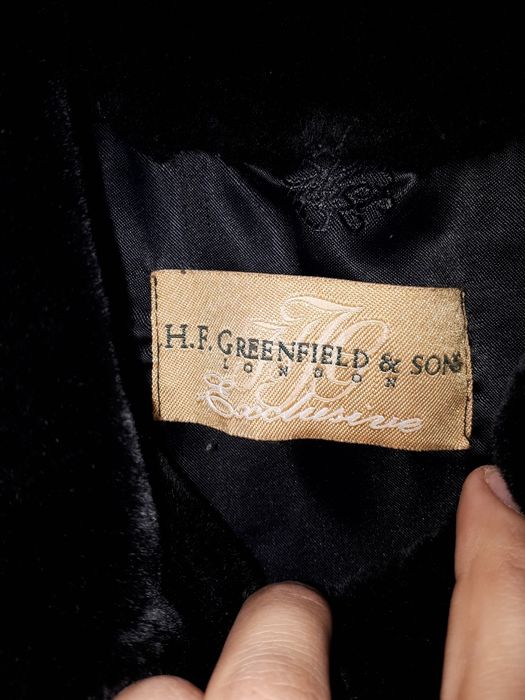 H.F. GREENFIELD & SONS
LONDON
Exclusive